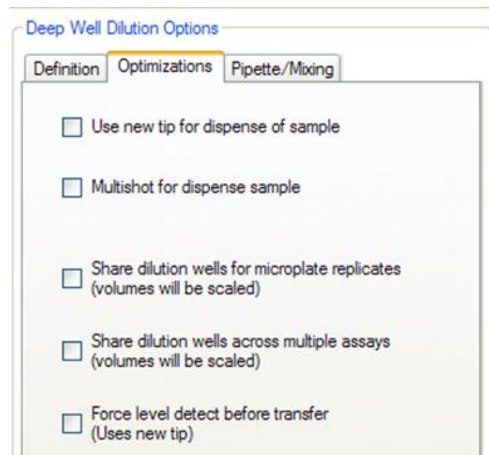 Deep Well Dilution Options
Definition Optimizations Pipette/Mixing
Use new tip for dispense of sample
Multishot for dispense sample
Share dilution wells for microplate replicates
(volumes will be scaled)
Share dilution wells across multiple assays
(volumes will be scaled)
Force level detect before transfer
(Uses new tip)